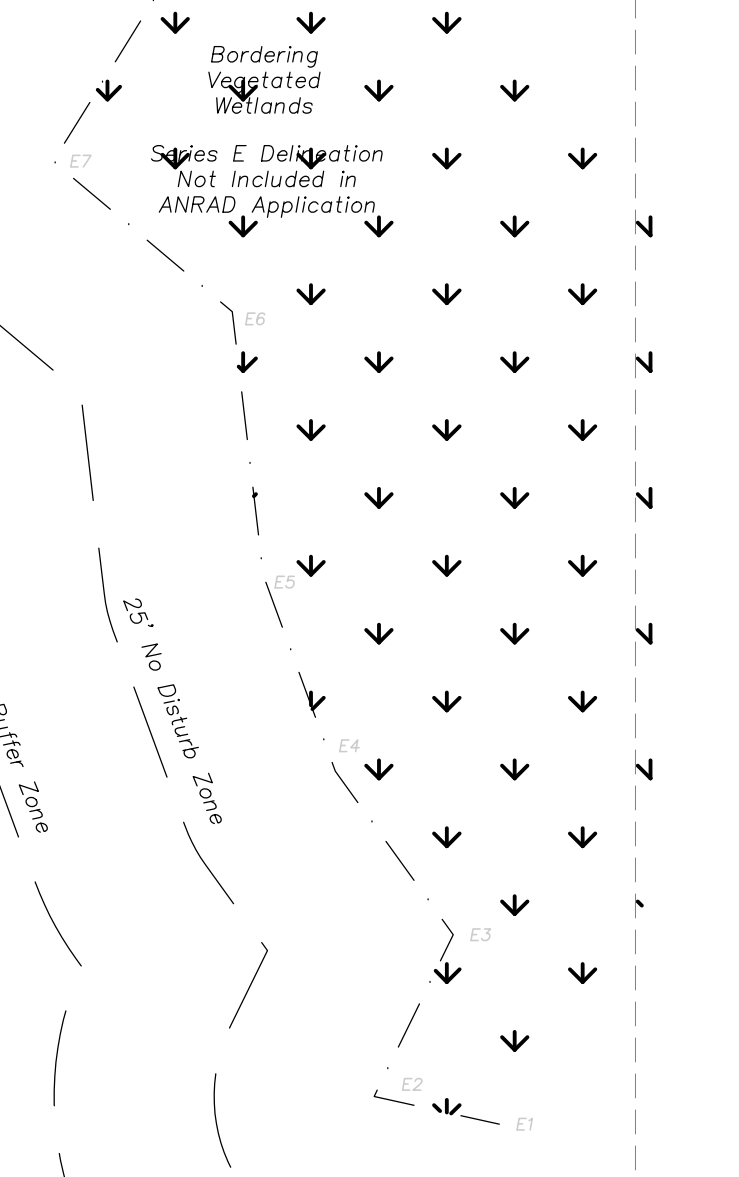 Bordering
Vegetated
Wetlands
Series E Delineation
Not Included in
ANRAD Application
E7
E6
E5
25' No Disturb Zone
Buffer Zone
E4
E3
E2
E1